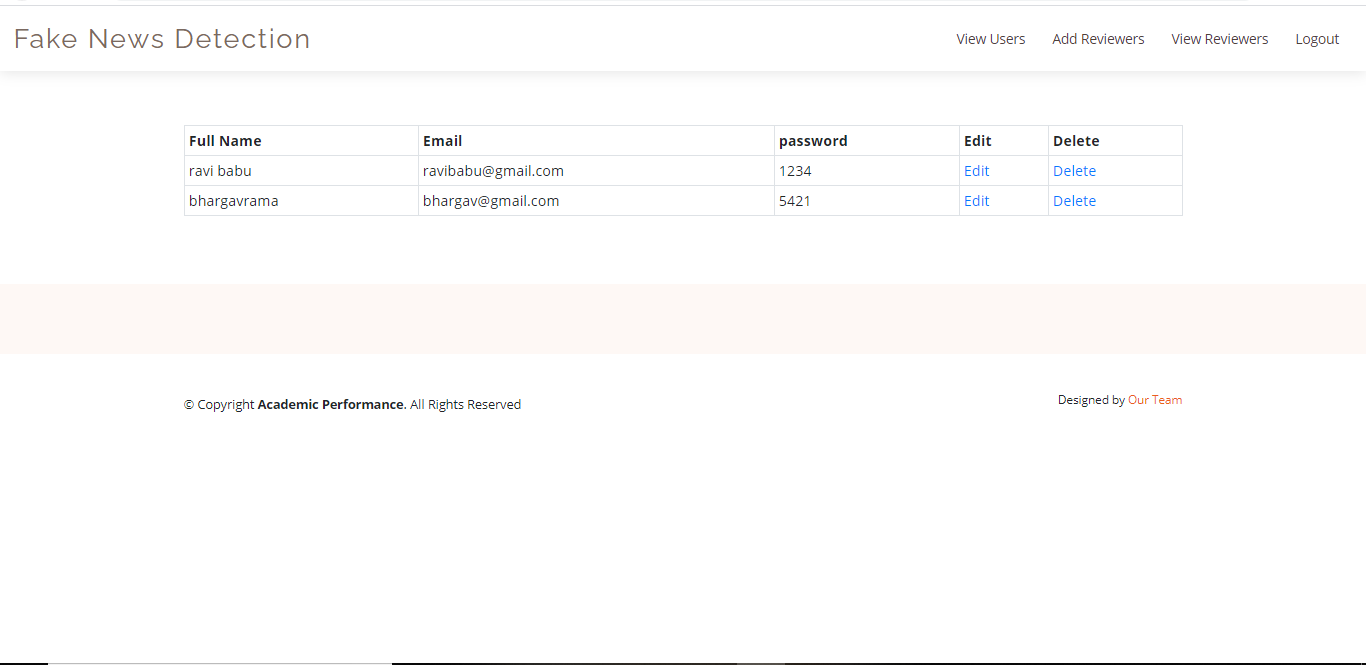 Fake News Detection
View Users Add Reviewers View Reviewers Logout
Full Name Email password Edit Delete
ravi babu ravibabu@gmail.com 1234 Edit Delete
bhargavrama bhargav@gmail.com 5421 Edit Delete
© Copyright Academic Performance. All Rights Reserved
Designed by Our Team